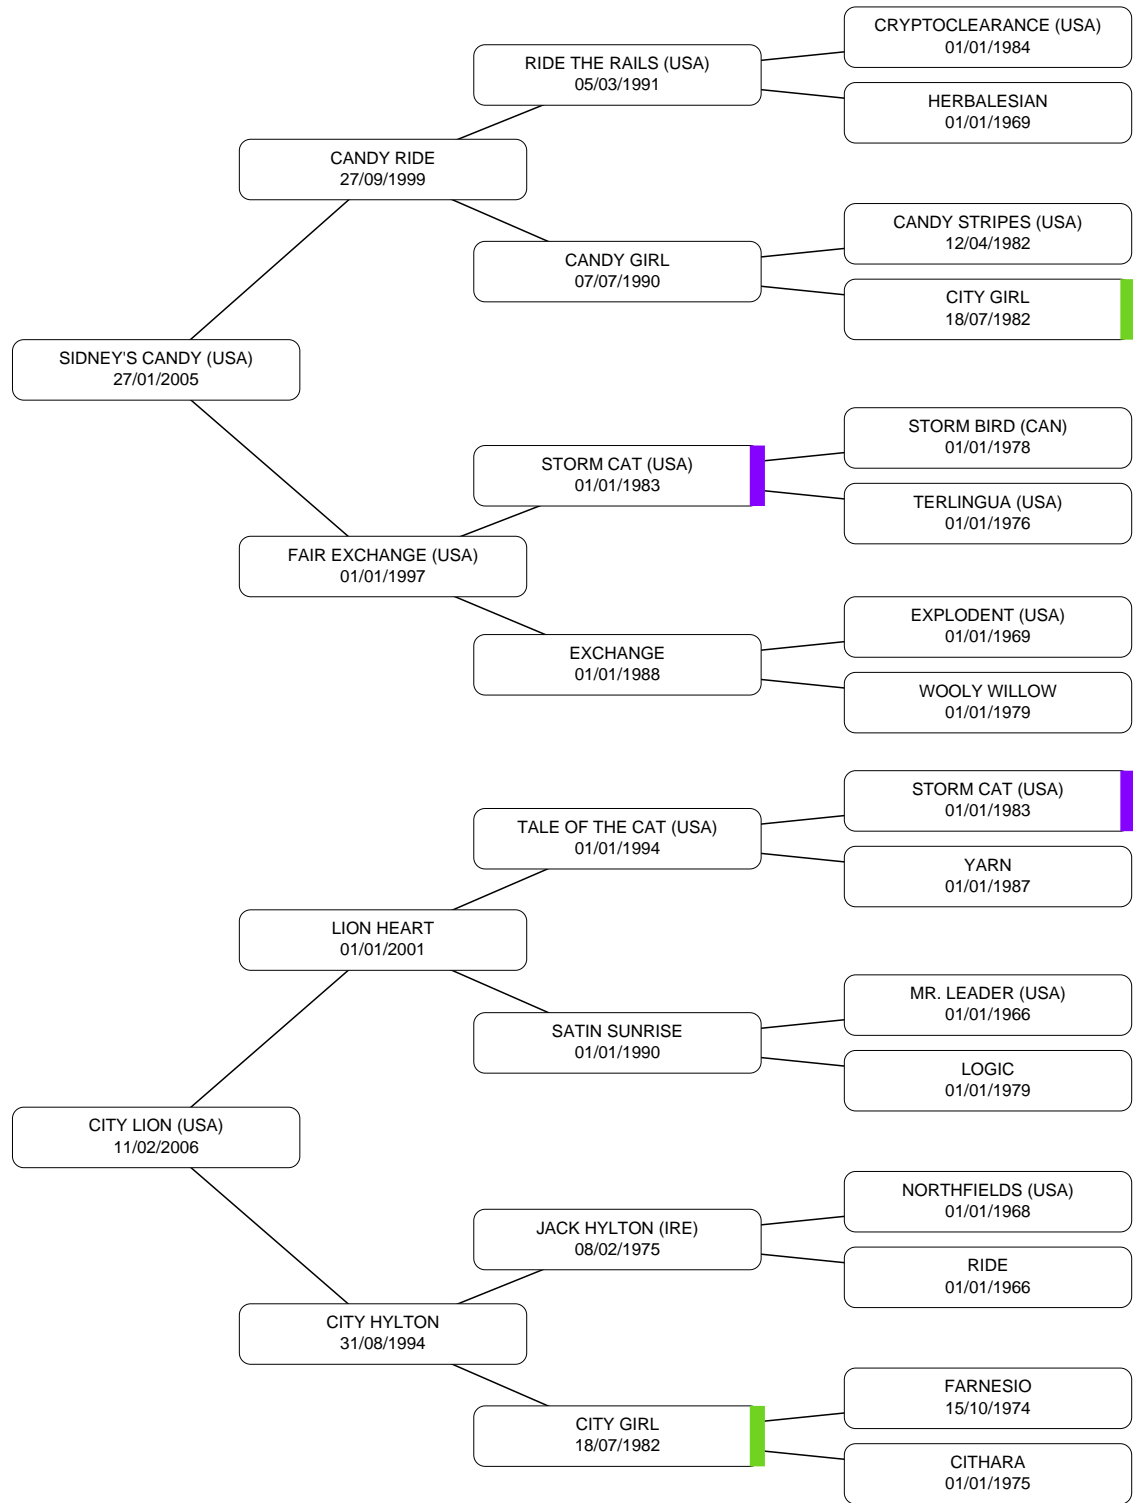 CRYPTOCLEARANCE (USA)
01/01/1984
RIDE THE RAILS (USA)
05/03/1991
HERBALESIAN
01/01/1969
CANDY RIDE
27/09/1999
CANDY STRIPES (USA)
12/04/1982
CANDY GIRL
07/07/1990
CITY GIRL
18/07/1982
SIDNEY'S CANDY (USA)
27/01/2005
STORM BIRD (CAN)
01/01/1978
STORM CAT (USA)
01/01/1983
TERLINGUA (USA)
01/01/1976
FAIR EXCHANGE (USA)
01/01/1997
EXPLODENT (USA)
01/01/1969
EXCHANGE
01/01/1988
WOOLY WILLOW
01/01/1979
STORM CAT (USA)
01/01/1983
TALE OF THE CAT (USA)
01/01/1994
YARN
01/01/1987
LION HEART
01/01/2001
MR. LEADER (USA)
01/01/1966
SATIN SUNRISE
01/01/1990
LOGIC
01/01/1979
CITY LION (USA)
11/02/2006
NORTHFIELDS (USA)
01/01/1968
JACK HYLTON (IRE)
08/02/1975
RIDE
01/01/1966
CITY HYLTON
31/08/1994
FARNESIO
15/10/1974
CITY GIRL
18/07/1982
CITHARA
01/01/1975